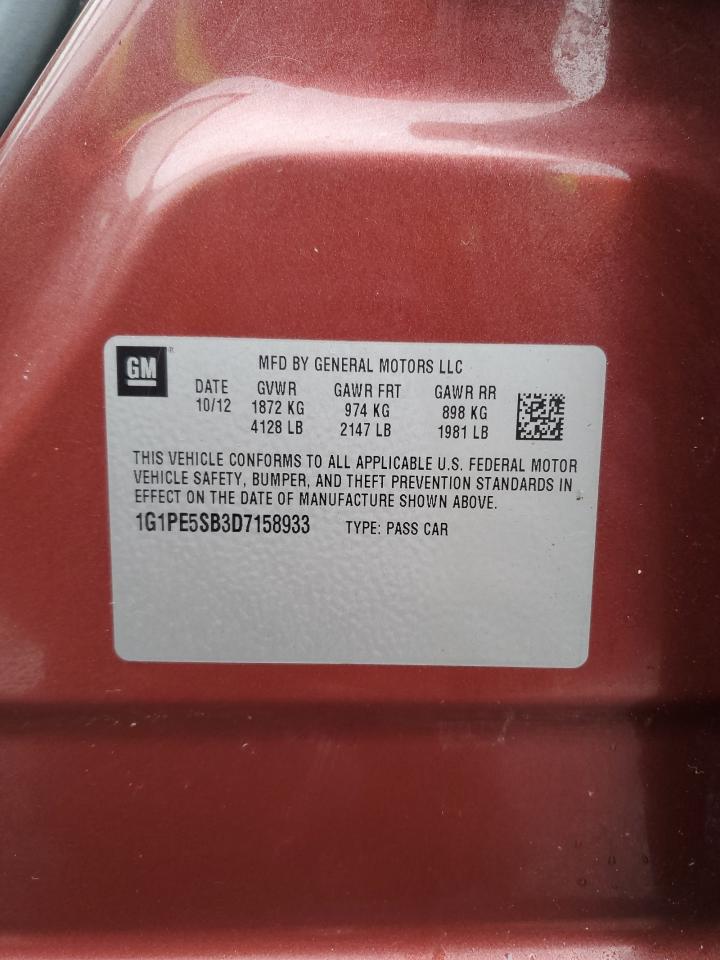 GM ®
MFD BY GENERAL MOTORS LLC
DATE GVWR GAWR FRT GAWR RR
10/12 1872 KG 974 KG 898 KG
4128 LB 2147 LB 1981 LB
THIS VEHICLE CONFORMS TO ALL APPLICABLE U.S. FEDERAL MOTOR
VEHICLE SAFETY, BUMPER, AND THEFT PREVENTION STANDARDS IN
EFFECT ON THE DATE OF MANUFACTURE SHOWN ABOVE.
1G1PE5SB3D7158933 TYPE: PASS CAR